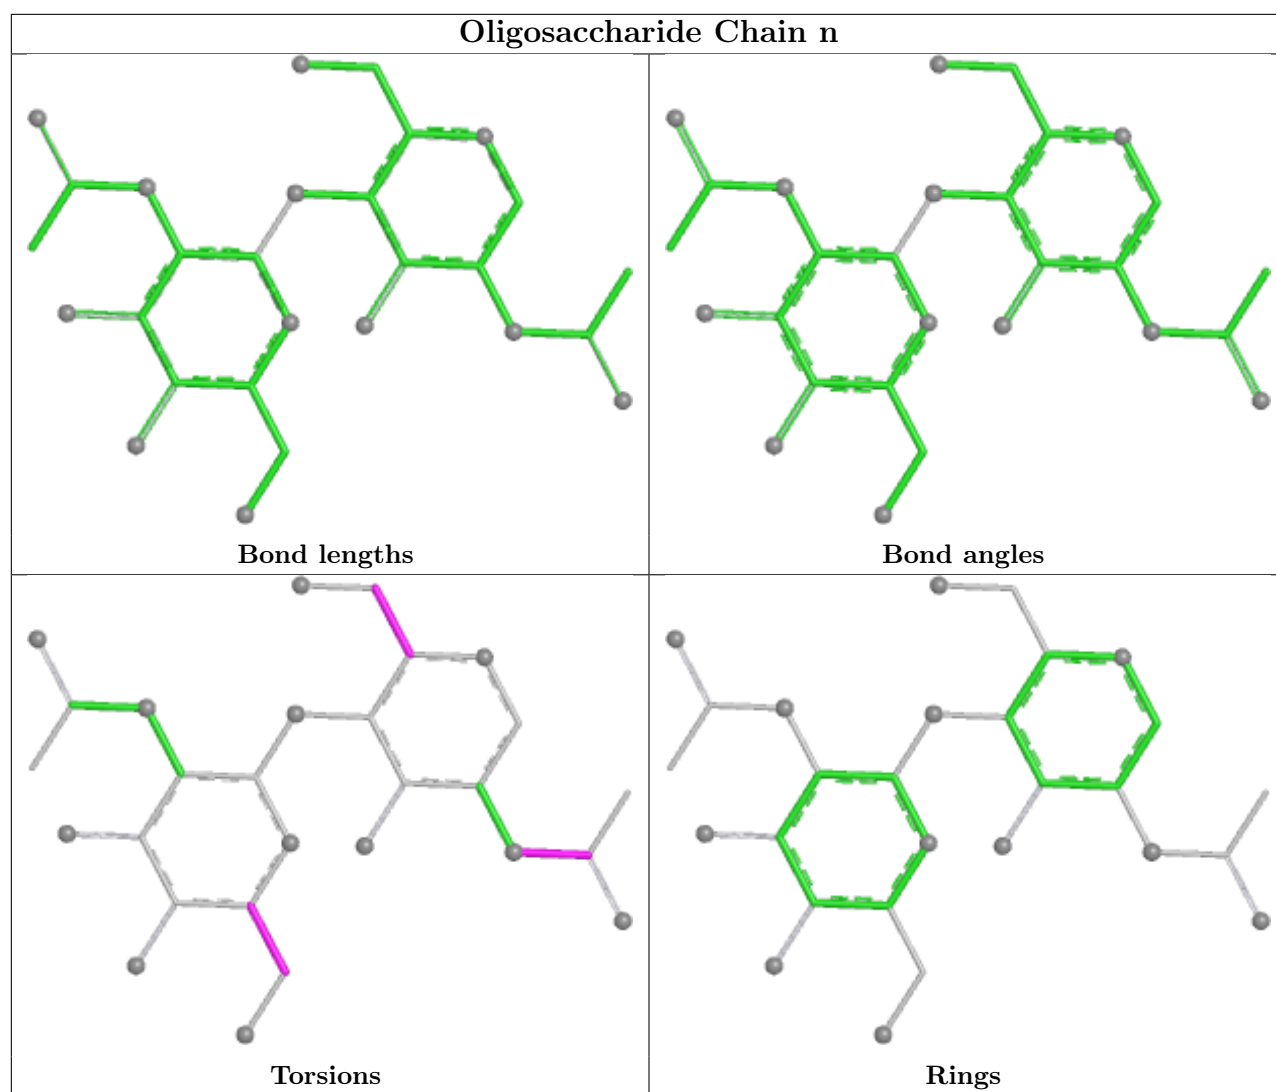 Oligosaccharide Chain n
Bond lengths
Bond angles
Torsions
Rings